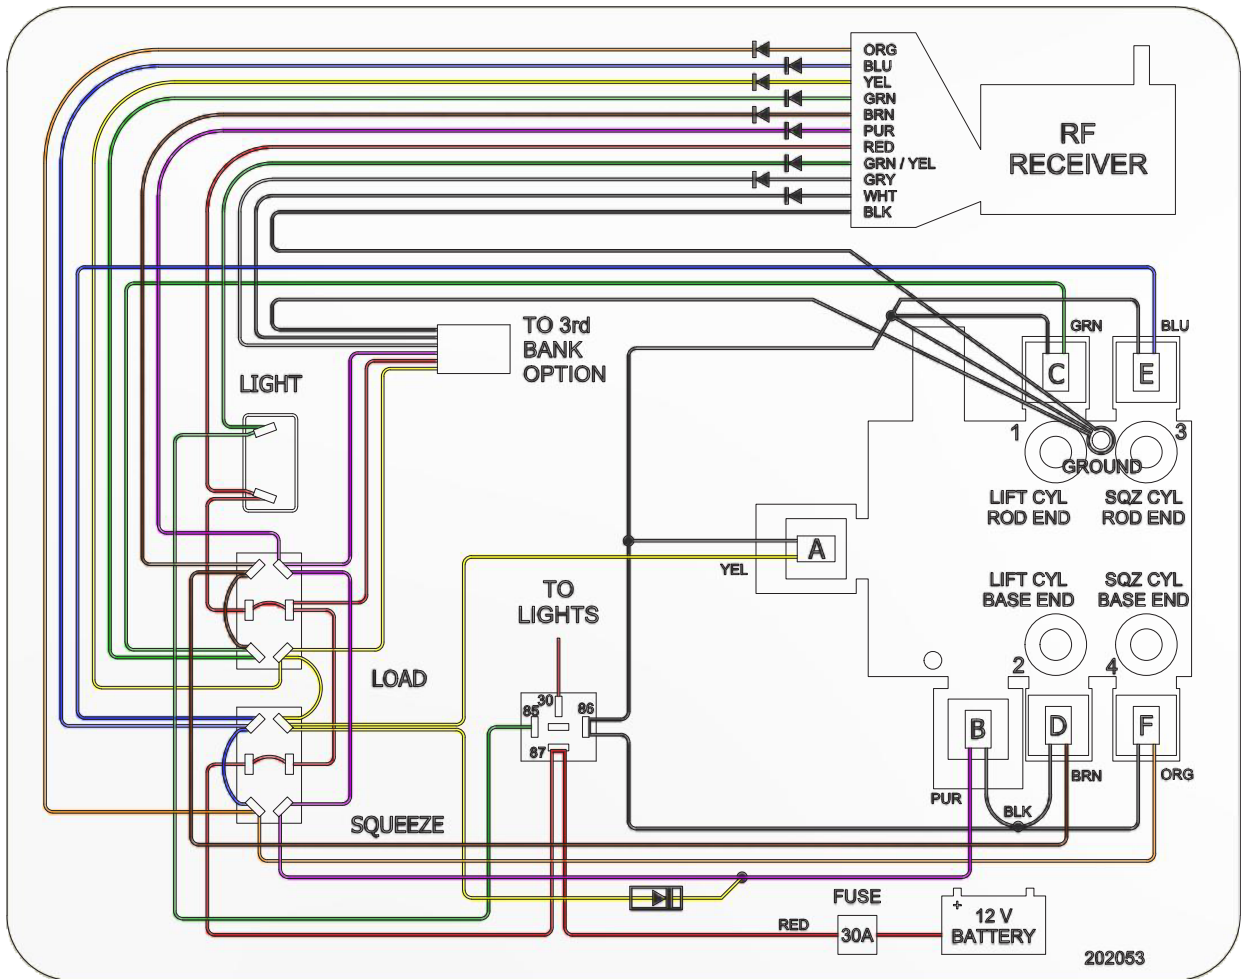 ORG
BLU
YEL
GRN
BRN
PUR
RED
GRN / YEL
GRY
WHT
BLK
RF
RECEIVER
TO 3rd
BANK
OPTION
LIGHT
GRN
BLU
C
E
1
3
GROUND
LIFT CYL
ROD END
SQZ CYL
ROD END
A
YEL
LIFT CYL
BASE END
SQZ CYL
BASE END
TO
LIGHTS
LOAD
2
4
30
85
86
87
B
D
F
BRN
ORG
PUR
BLK
SQUEEZE
FUSE
RED
30A
+
12 V
BATTERY
202053